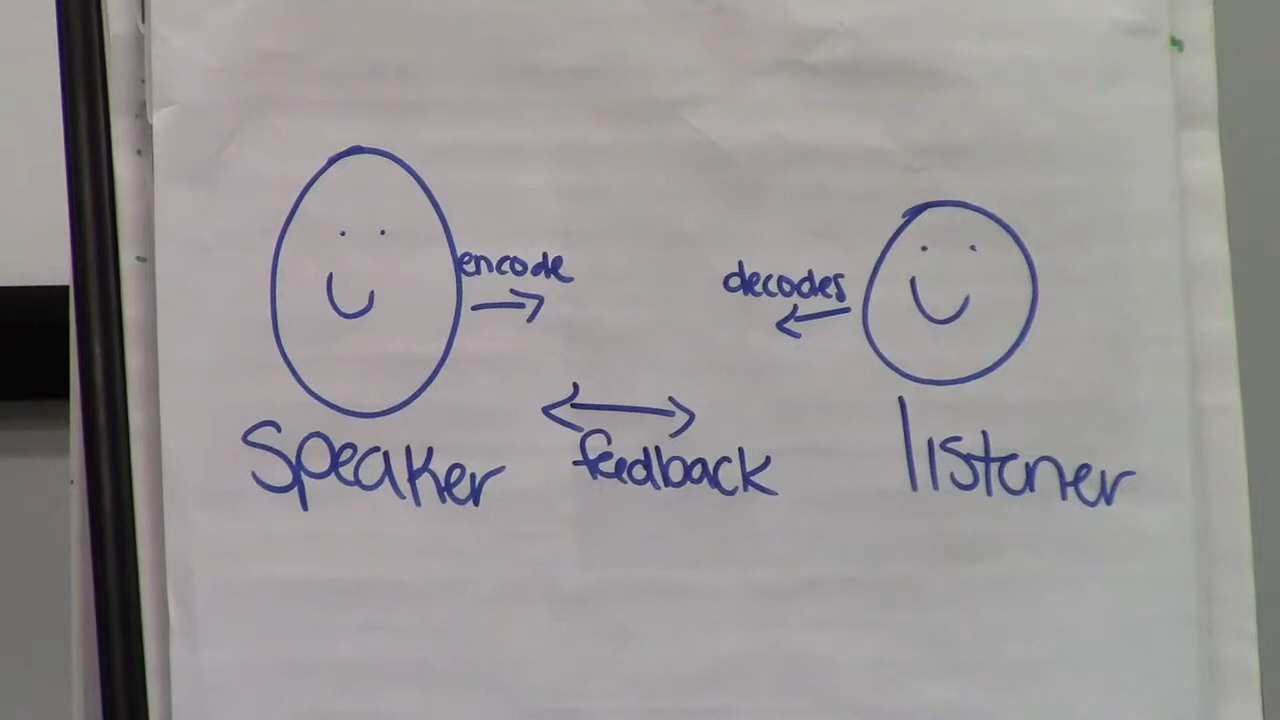 encode
decodes
Speaker
feedback
listener